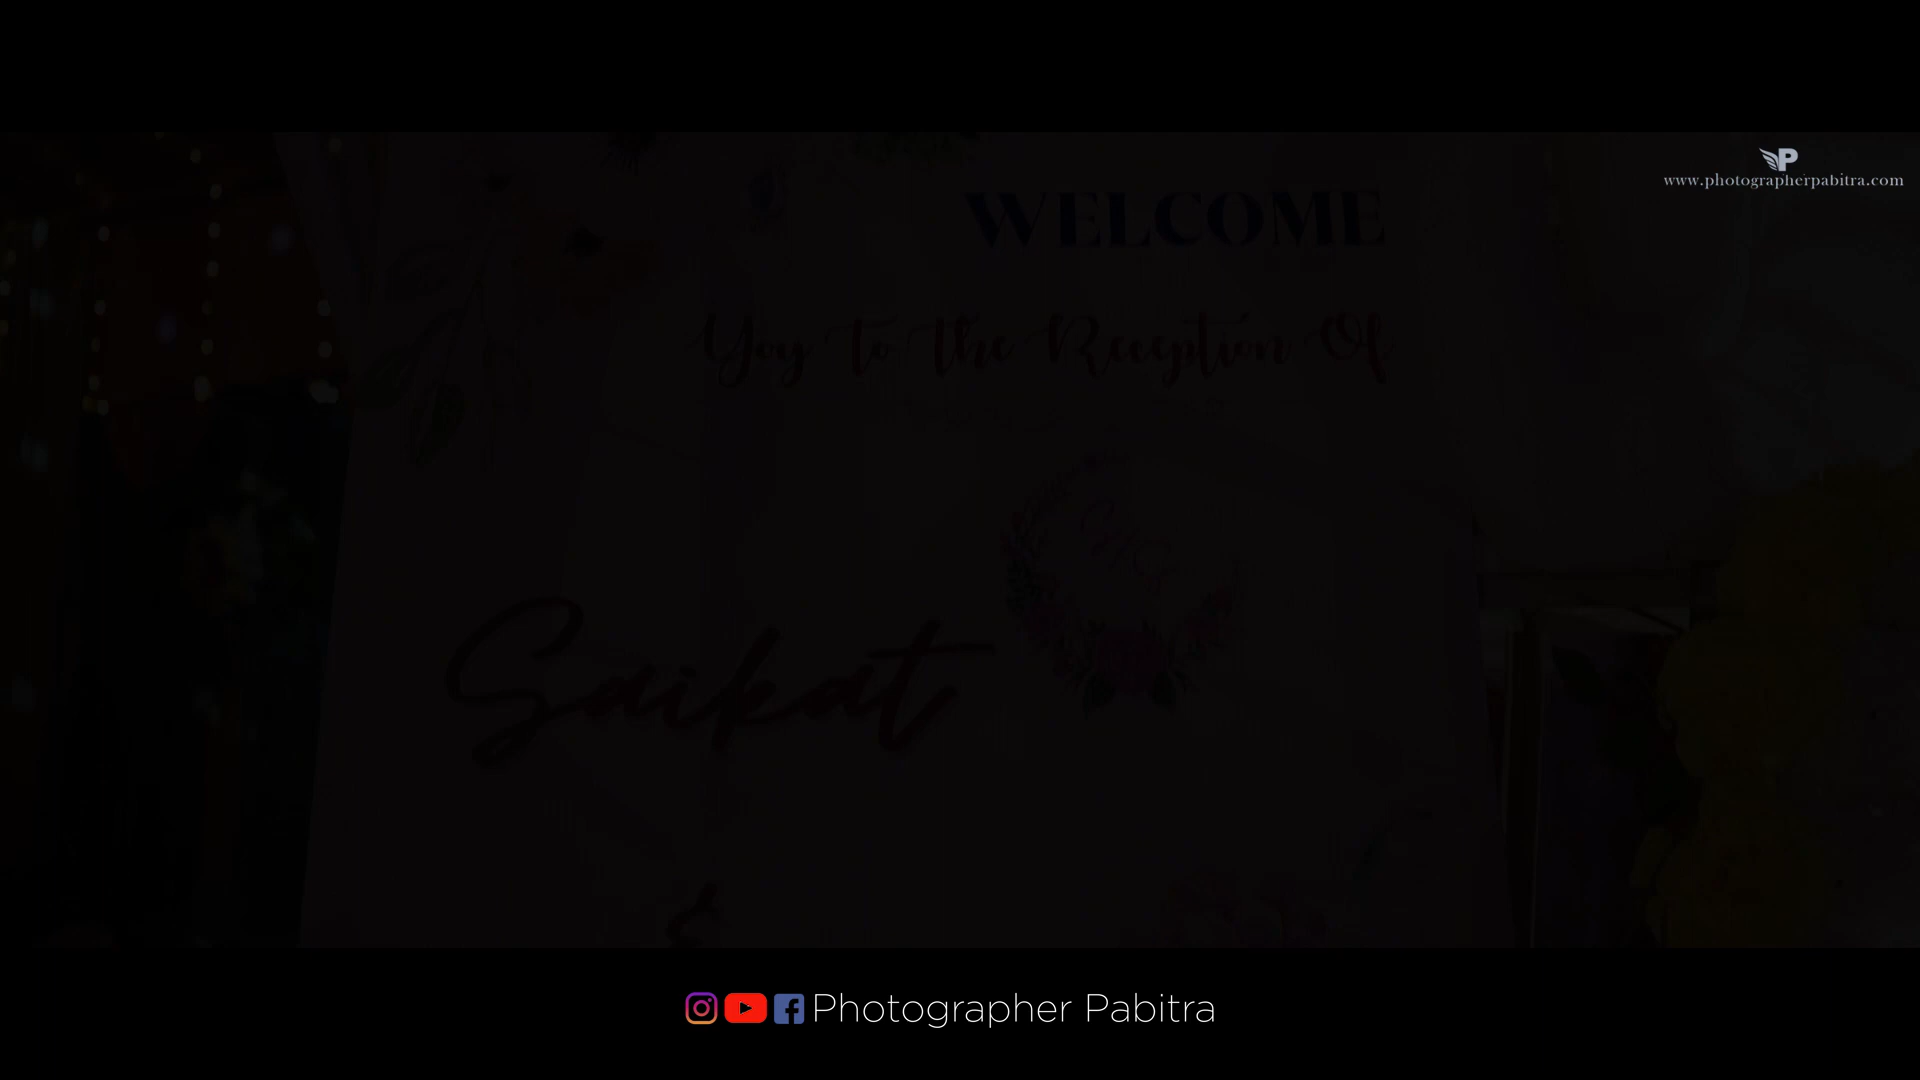 P
www.photographerpabitra.com
WELCOME
You To The Reception Of
S/C
Saikat
&
Photographer Pabitra